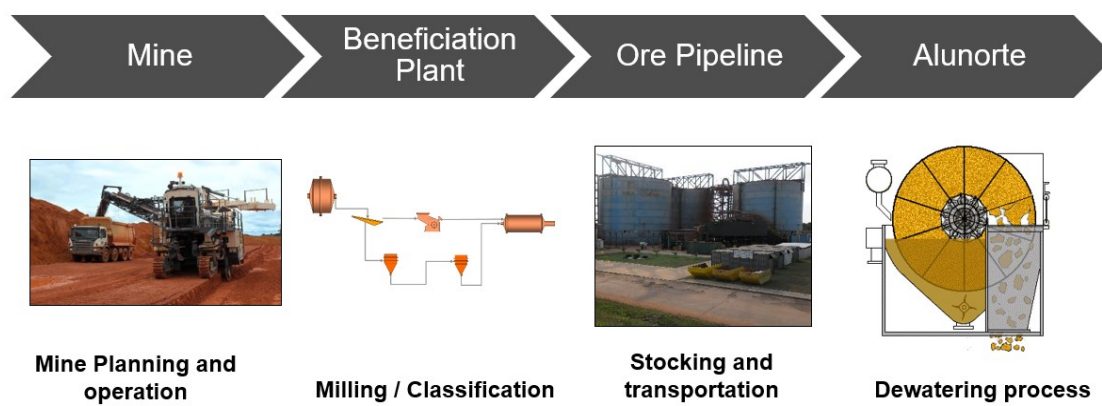 Mine
Beneficiation
Plant
Ore Pipeline
Alunorte
Mine Planning and
operation
Milling / Classification
Stocking and
transportation
Dewatering process